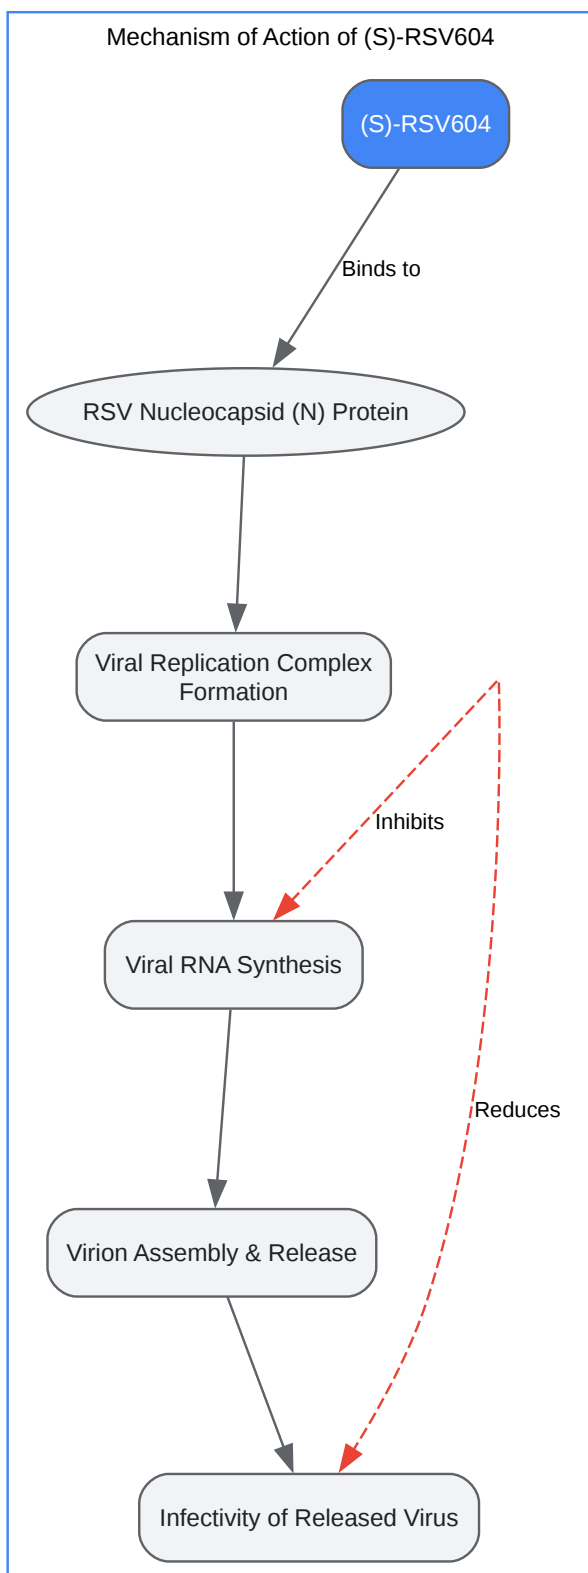 Mechanism of Action of (S)-RSV604
(S)-RSV604
Binds to
RSV Nucleocapsid (N) Protein
Viral Replication Complex
Formation
Inhibits
Viral RNA Synthesis
Reduces
Virion Assembly & Release
Infectivity of Released Virus